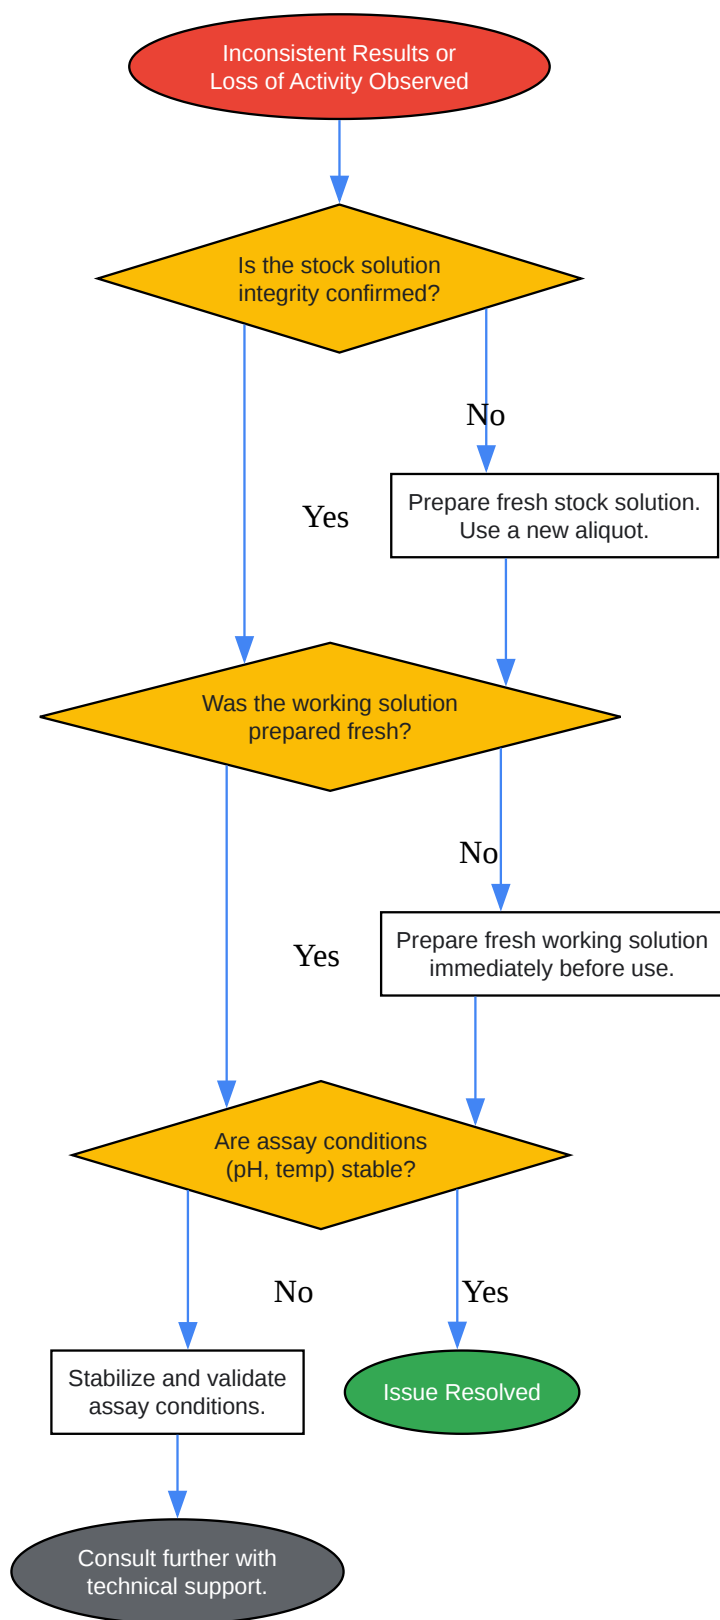 Inconsistent Results or
Loss of Activity Observed
Is the stock solution
integrity confirmed?
No
Yes
Prepare fresh stock solution.
Use a new aliquot.
Was the working solution
prepared fresh?
No
Yes
Prepare fresh working solution
immediately before use.
Are assay conditions
(pH, temp) stable?
No
Yes
Stabilize and validate
assay conditions.
Issue Resolved
Consult further with
technical support.